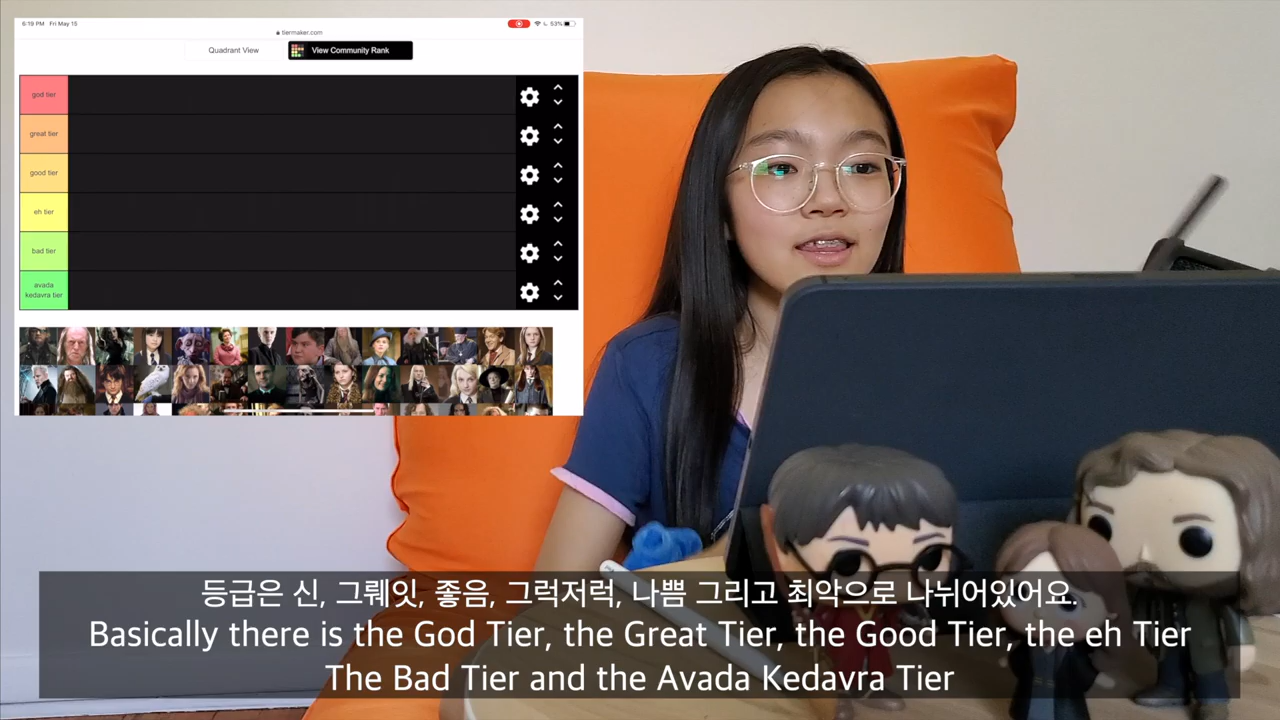 6:19 PM Fri May 15
53%
tiermaker.com
Quadrant View
View Community Rank
god tier
great tier
good tier
eh tier
bad tier
avada
kedavra tier
등급은 신, 그뤠잇, 좋음, 그럭저럭, 나쁨 그리고 최악으로 나뉘어있어요.
Basically there is the God Tier, the Great Tier, the Good Tier, the eh Tier
The Bad Tier and the Avada Kedavra Tier